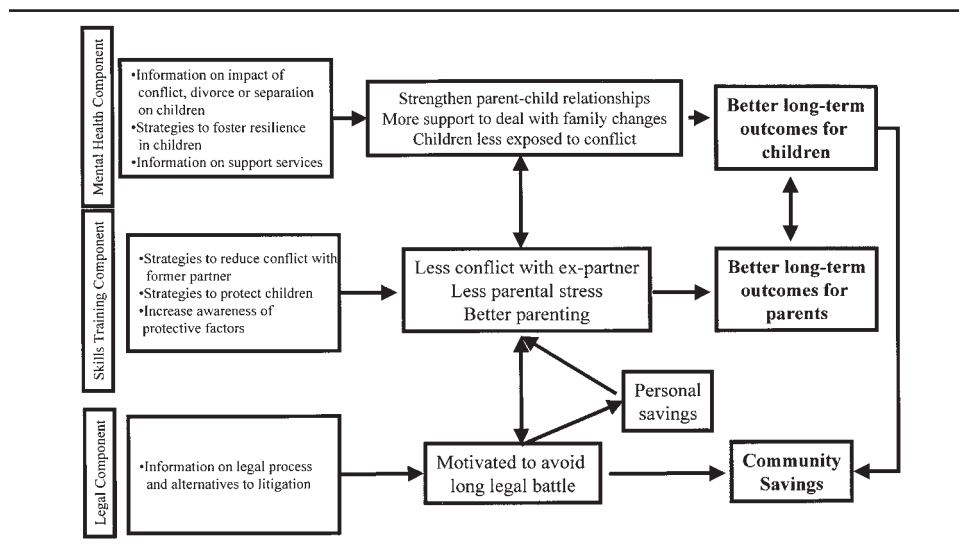 Mental Health Component
•Information on impact of
conflict, divorce or separation
on children
•Strategies to foster resilience
in children
•Information on support services
Strengthen parent-child relationships
More support to deal with family changes
Children less exposed to conflict
Better long-term
outcomes for
children
Skills Training Component
•Strategies to reduce conflict with
former partner
•Strategies to protect children
•Increase awareness of
protective factors
Less conflict with ex-partner
Less parental stress
Better parenting
Better long-term
outcomes for
parents
Personal
savings
Legal Component
•Information on legal process
and alternatives to litigation
Motivated to avoid
long legal battle
Community
Savings